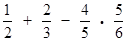 1/2 + 2/3 − 4/5 · 5/6